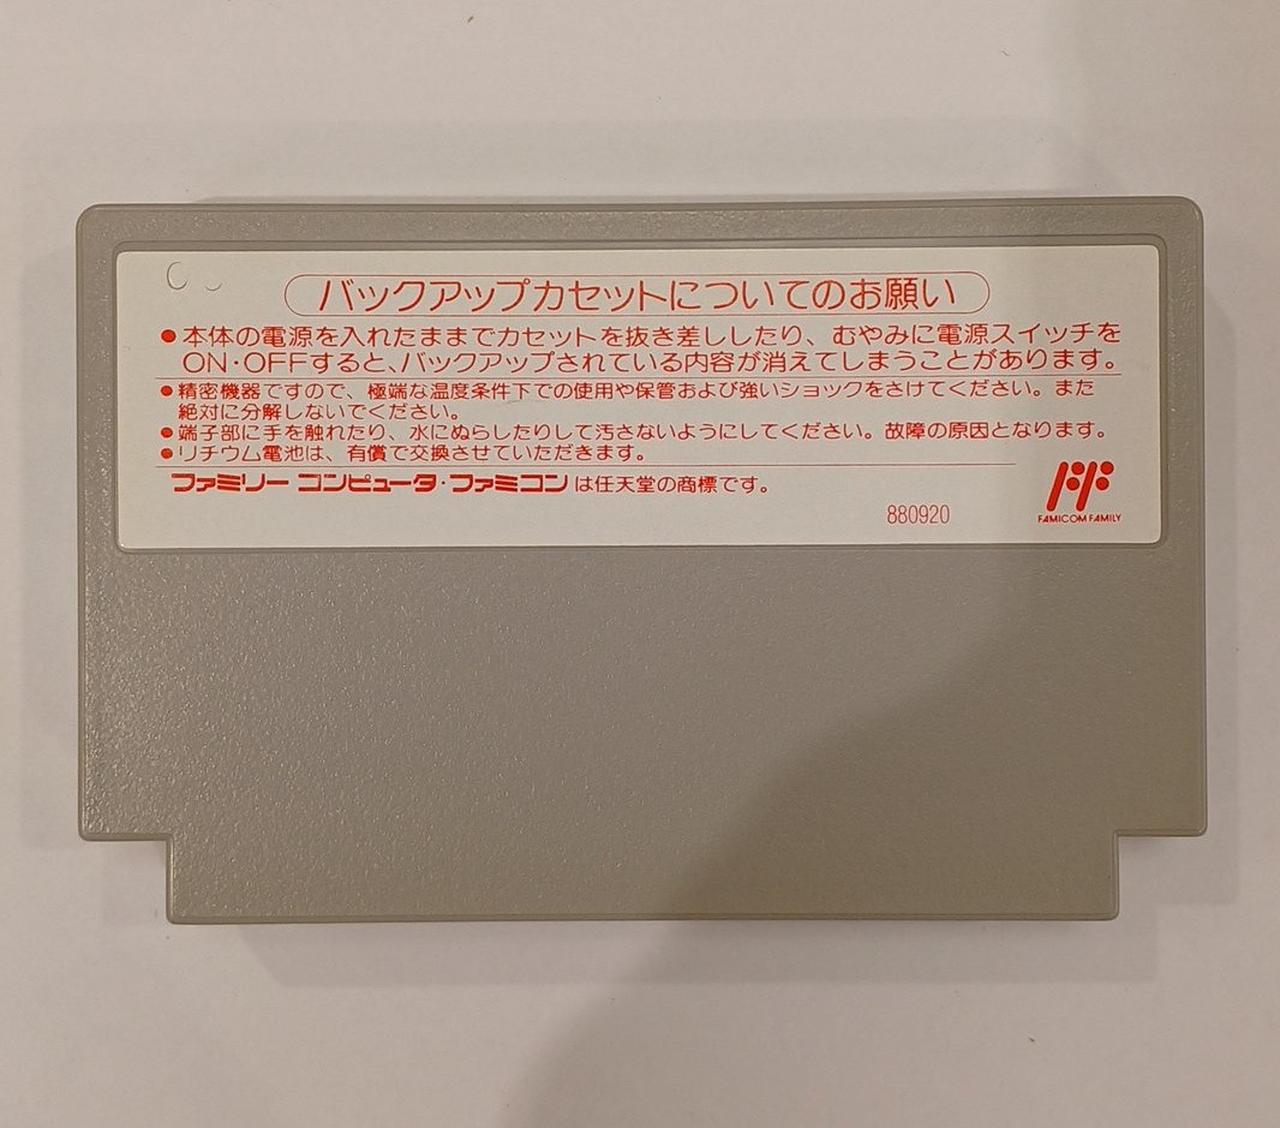 バックアップカセットについてのお願い
●本体の電源を入れたままでカセットを抜き差ししたり、むやみに電源スイッチを
ON・OFFすると、バックアップされている内容が消えてしまうことがあります。
●精密機器ですので、極端な温度条件下での使用や保管および強いショックをさけてください。また
絶対に分解しないでください。
●端子部に手を触れたり、水にぬらしたりして汚さないようにしてください。故障の原因となります。
●リチウム電池は、有償で交換させていただきます。
ファミリー コンピュータ・ファミコンは任天堂の商標です。
880920
FAMICOM FAMILY